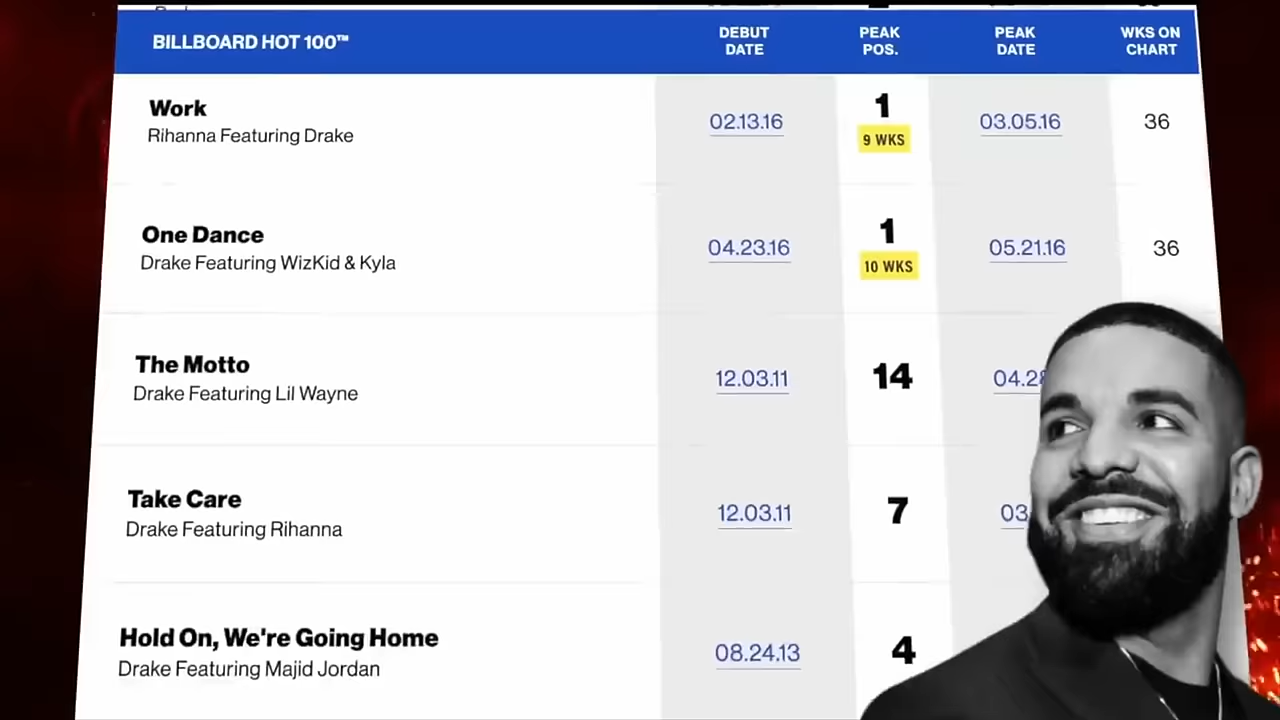 BILLBOARD HOT 100™
DEBUT DATE
PEAK POS.
PEAK DATE
WKS ON CHART
Work
Rihanna Featuring Drake
02.13.16
1
9 WKS
03.05.16
36
One Dance
Drake Featuring WizKid & Kyla
04.23.16
1
10 WKS
05.21.16
36
The Motto
Drake Featuring Lil Wayne
12.03.11
14
04.28
Take Care
Drake Featuring Rihanna
12.03.11
7
03.
Hold On, We're Going Home
Drake Featuring Majid Jordan
08.24.13
4